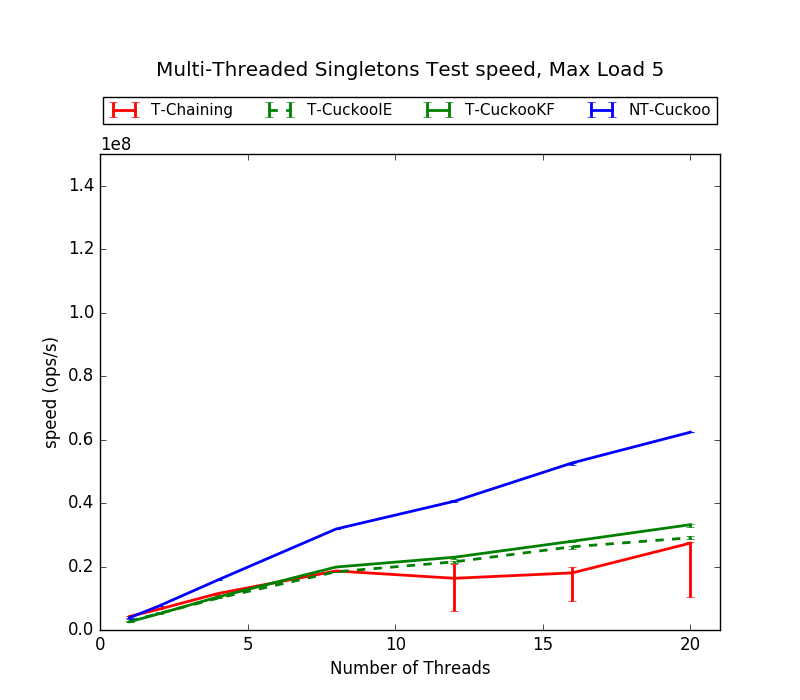 Multi-Threaded Singletons Test speed, Max Load 5
T-Chaining T-CuckooIE T-CuckooKF NT-Cuckoo
1e8
1.4
1.2
1.0
0.8
0.6
0.4
0.2
0.0
speed (ops/s)
0 5 10 15 20
Number of Threads